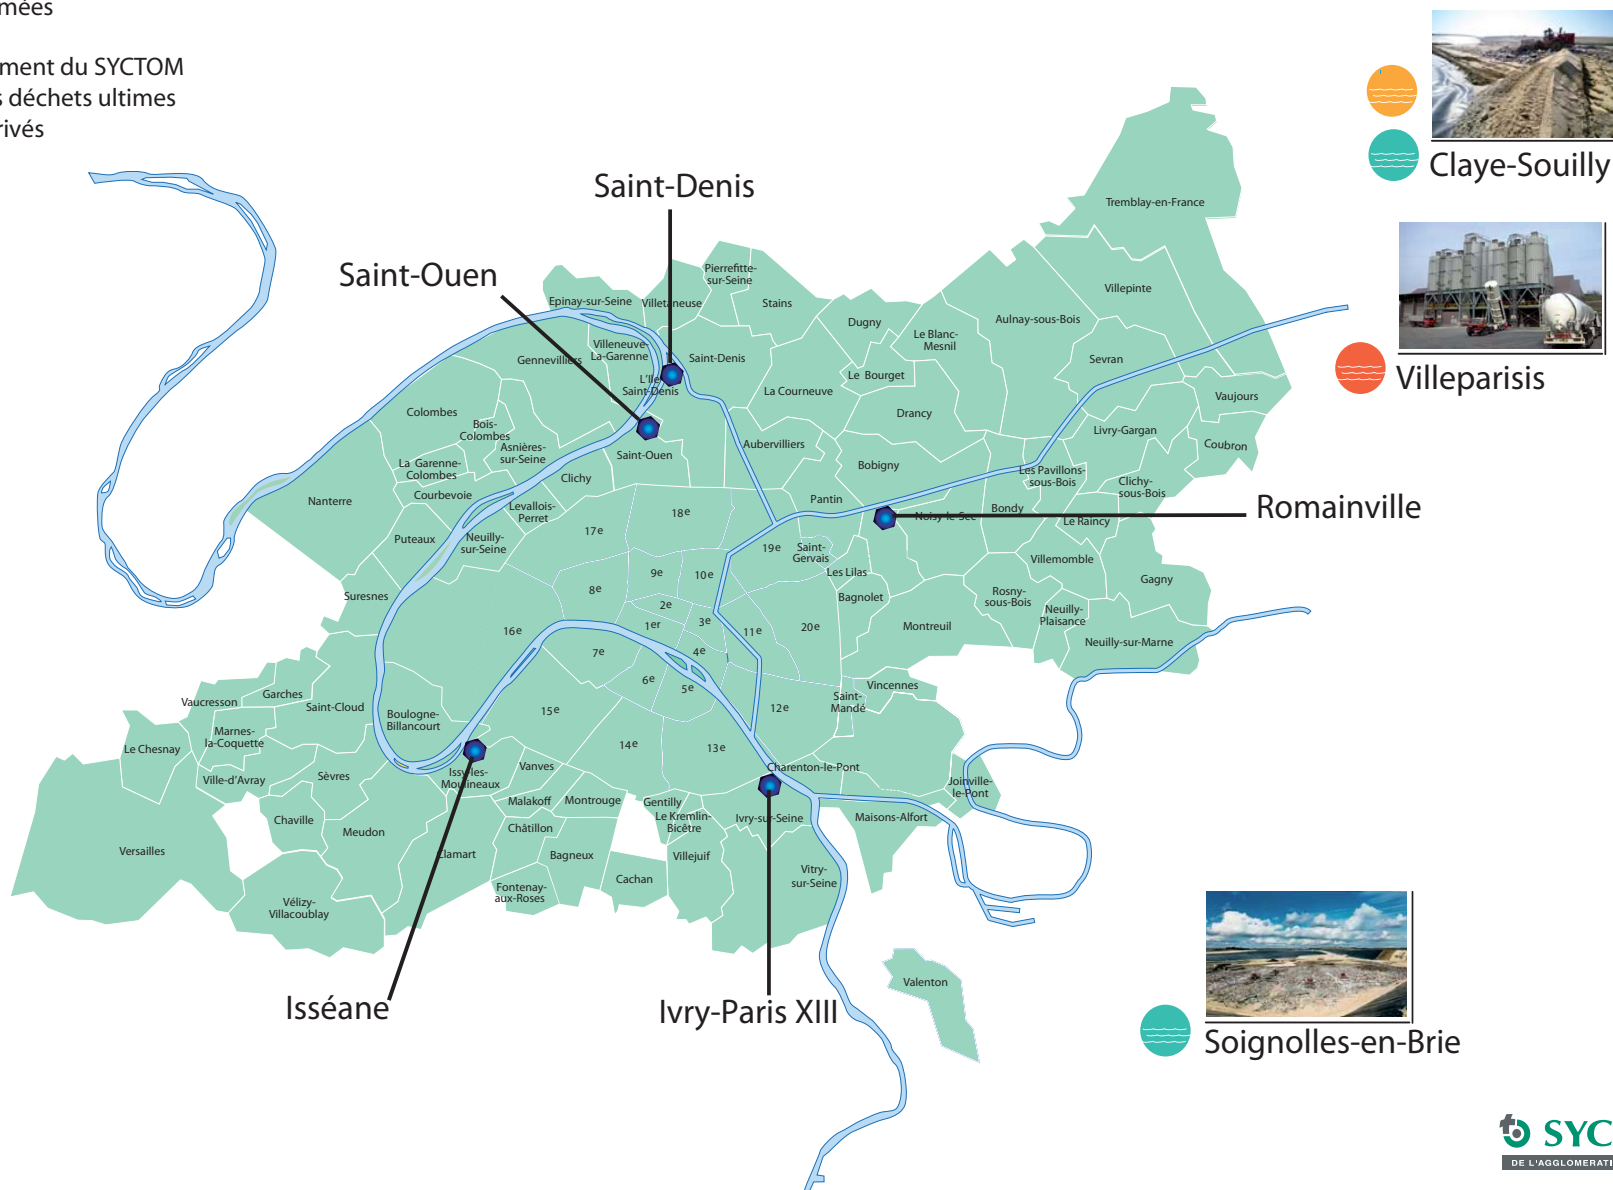 mées
ment du SYCTOM
s déchets ultimes
rivés
Claye-Souilly
Villeparisis
Romainville
Soignolles-en-Brie
Saint-Denis
Saint-Ouen
Isséane
Ivry-Paris XIII
Tremblay-en-France
Villepinte
Pierrefitte-
sur-Seine
Epinay-sur-Seine
Villetaneuse
Stains
Dugny
Le Blanc-
Mesnil
Aulnay-sous-Bois
Sevran
Villeneuve-
La-Garenne
Gennevilliers
Saint-Denis
L'Ile
Saint-Denis
La Courneuve
Le Bourget
Drancy
Vaujours
Livry-Gargan
Coubron
Colombes
Bois-
Colombes
Asnières-
sur-Seine
La Garenne-
Colombes
Courbevoie
Clichy
Saint-Ouen
Aubervilliers
Bobigny
Les Pavillons-
sous-Bois
Clichy-
sous-Bois
Nanterre
Levallois-
Perret
Pantin
Noisy-le-Sec
Bondy
Le Raincy
Puteaux
Neuilly-
sur-Seine
17e
18e
19e
Saint-
Gervais
Les Lilas
Villemomble
Gagny
Suresnes
8e
9e
10e
Bagnolet
Rosny-
sous-Bois
Neuilly-
Plaisance
Neuilly-sur-Marne
Montreuil
16e
2e
1er
3e
11e
20e
4e
7e
6e
5e
12e
Saint-
Mandé
Vincennes
Vaucresson
Garches
Saint-Cloud
Marnes-
la-Coquette
Le Chesnay
Ville-d'Avray
Sèvres
Boulogne-
Billancourt
15e
14e
13e
Issy-les-
Moulineaux
Vanves
Malakoff
Montrouge
Gentilly
Le Kremlin-
Bicêtre
Charenton-le-Pont
Joinville-
le-Pont
Ivry-sur-Seine
Maisons-Alfort
Chaville
Meudon
Châtillon
Versailles
Clamart
Bagneux
Villejuif
Vitry-
sur-Seine
Cachan
Fontenay-
aux-Roses
Vélizy-
Villacoublay
Valenton
SYC
DE L'AGGLOMERATI